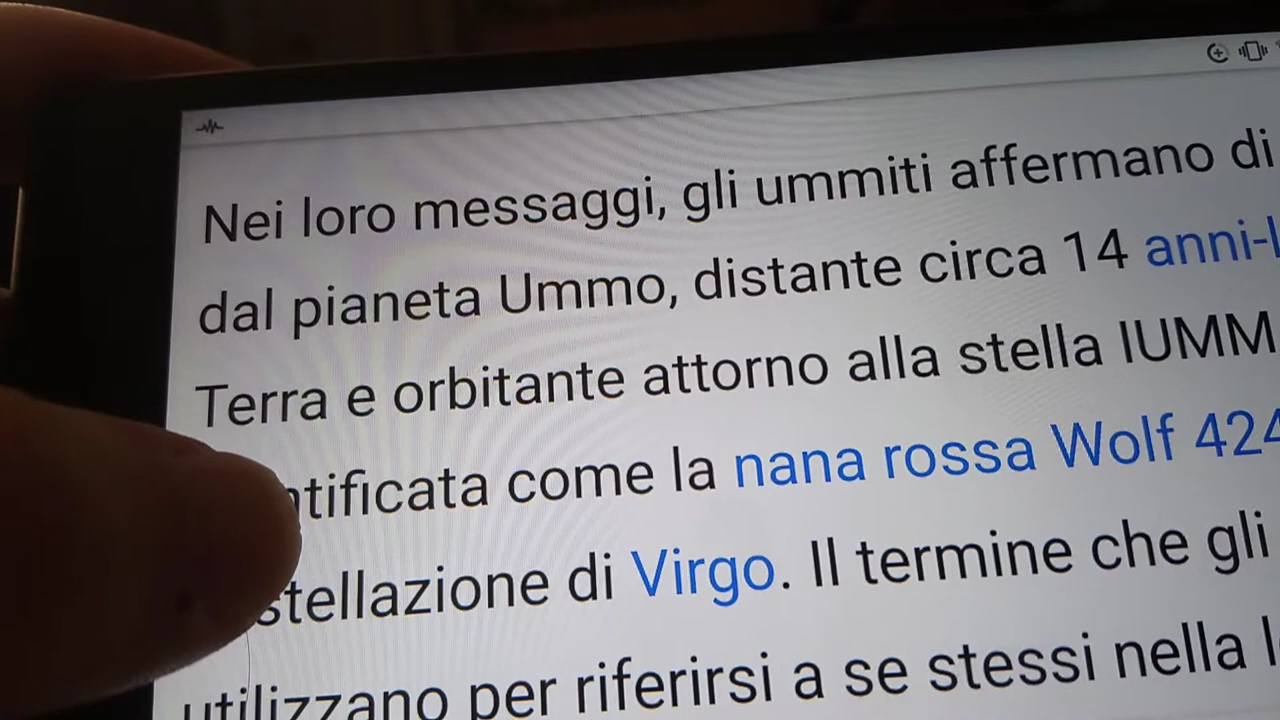 Nei loro messaggi, gli ummiti affermano di
dal pianeta Ummo, distante circa 14 anni-
Terra e orbitante attorno alla stella IUMM
come la nana rossa Wolf 424
di Virgo. Il termine che gli
utilizzano per riferirsi a se stessi nella